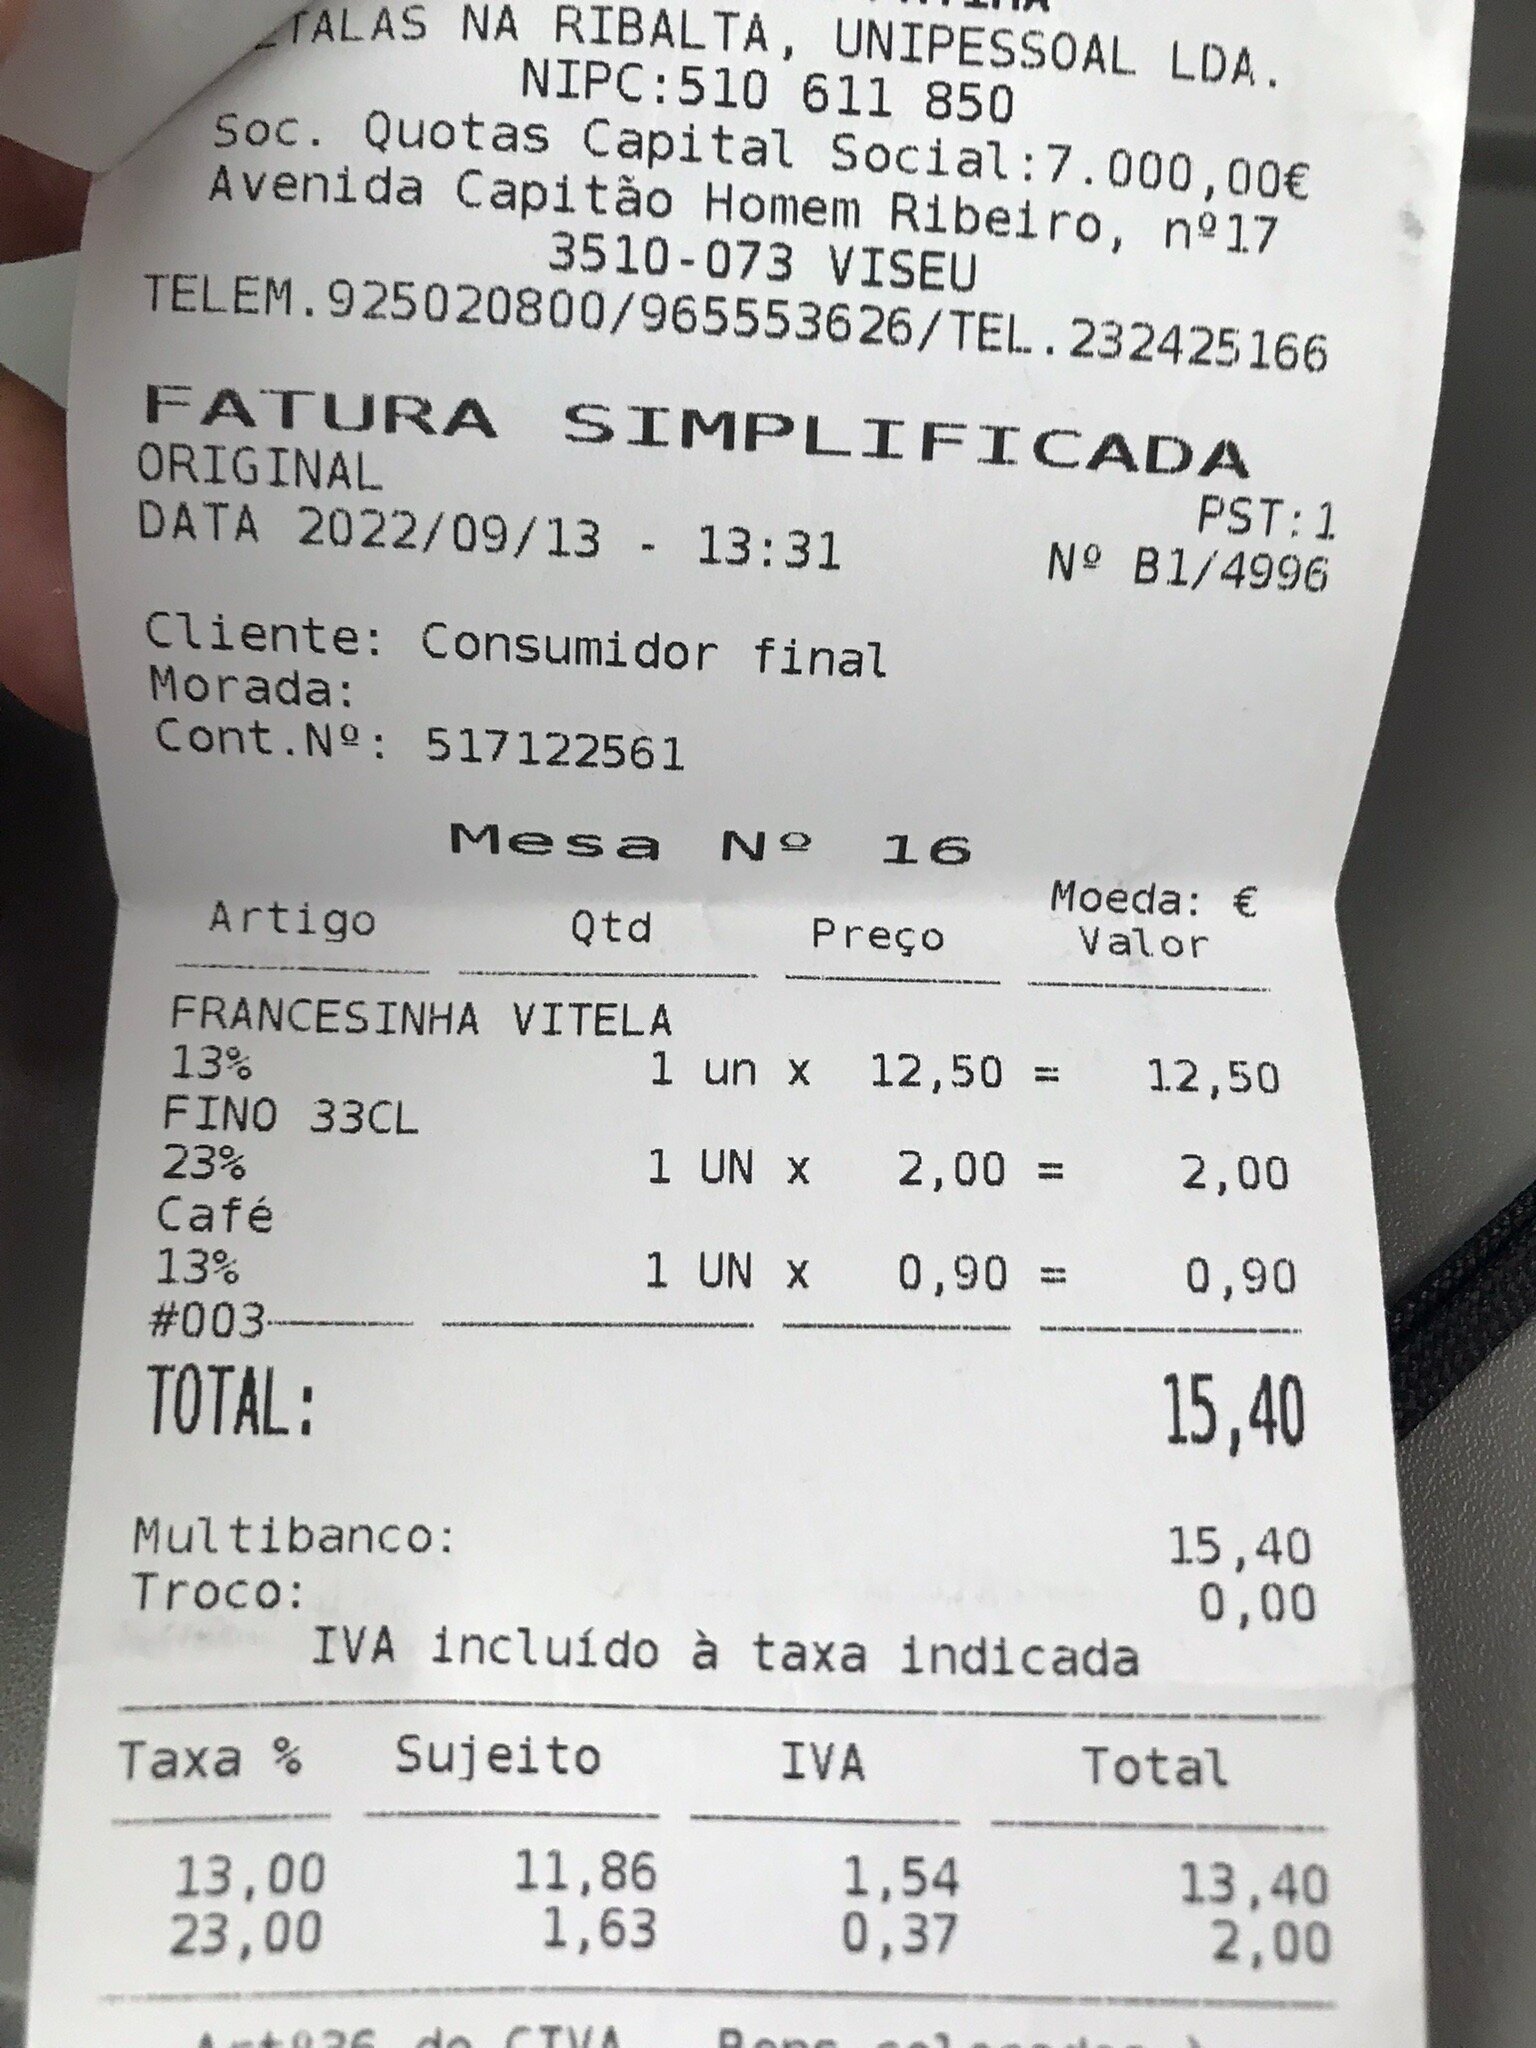 NA RIBALTA, UNIPESSOAL LDA.
NIPC:510 611 850
Soc. Quotas Capital Social:7.000,00€
Avenida Capitão Homem Ribeiro, nº17
3510-073 VISEU
TELEM.925020800/965553626/TEL.232425166
FATURA SIMPLIFICADA
ORIGINAL PST:1
DATA 2022/09/13 - 13:31 Nº B1/4996
Cliente: Consumidor final
Morada:
Cont.Nº: 517122561
Mesa Nº 16
Moeda: €
Artigo Qtd Preço Valor
FRANCESINHA VITELA
13% 1 un x 12,50 = 12,50
FINO 33CL
23% 1 UN x 2,00 = 2,00
Café
13% 1 UN x 0,90 = 0,90
#003
TOTAL: 15,40
Multibanco: 15,40
Troco: 0,00
IVA incluído à taxa indicada
Taxa % Sujeito IVA Total
13,00 11,86 1,54 13,40
23,00 1,63 0,37 2,00